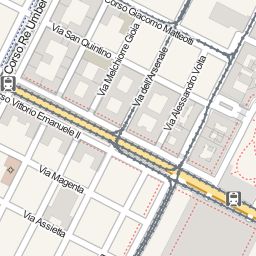 Corso Giacomo Matteotti
Via San Quintino
Corso Re Umbe
Via Melchiorre Gioia
Via dell'Arsenale
Via Alessandro Volta
so Vittorio Emanuele II
Via Magenta
Via Assietta